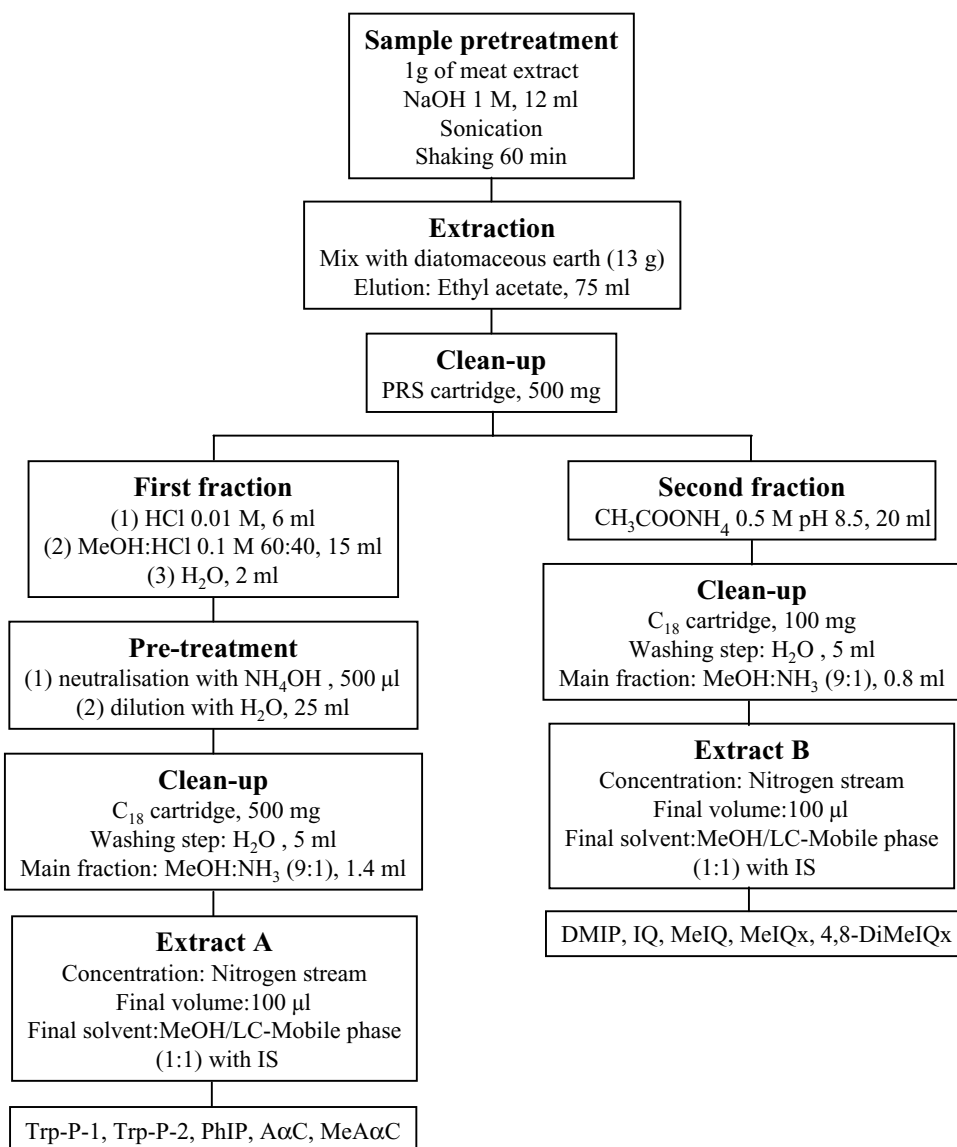 Sample pretreatment
1g of meat extract
NaOH 1 M, 12 ml
Sonication
Shaking 60 min
Extraction
Mix with diatomaceous earth (13 g)
Elution: Ethyl acetate, 75 ml
Clean-up
PRS cartridge, 500 mg
First fraction
(1) HCl 0.01 M, 6 ml
(2) MeOH:HCl 0.1 M 60:40, 15 ml
(3) H₂O, 2 ml
Pre-treatment
(1) neutralisation with NH₄OH , 500 µl
(2) dilution with H₂O, 25 ml
Clean-up
C₁₈ cartridge, 500 mg
Washing step: H₂O , 5 ml
Main fraction: MeOH:NH₃ (9:1), 1.4 ml
Extract A
Concentration: Nitrogen stream
Final volume:100 µl
Final solvent:MeOH/LC-Mobile phase
(1:1) with IS
Trp-P-1, Trp-P-2, PhIP, AαC, MeAαC
Second fraction
CH₃COONH₄ 0.5 M pH 8.5, 20 ml
Clean-up
C₁₈ cartridge, 100 mg
Washing step: H₂O , 5 ml
Main fraction: MeOH:NH₃ (9:1), 0.8 ml
Extract B
Concentration: Nitrogen stream
Final volume:100 µl
Final solvent:MeOH/LC-Mobile phase
(1:1) with IS
DMIP, IQ, MeIQ, MeIQx, 4,8-DiMeIQx